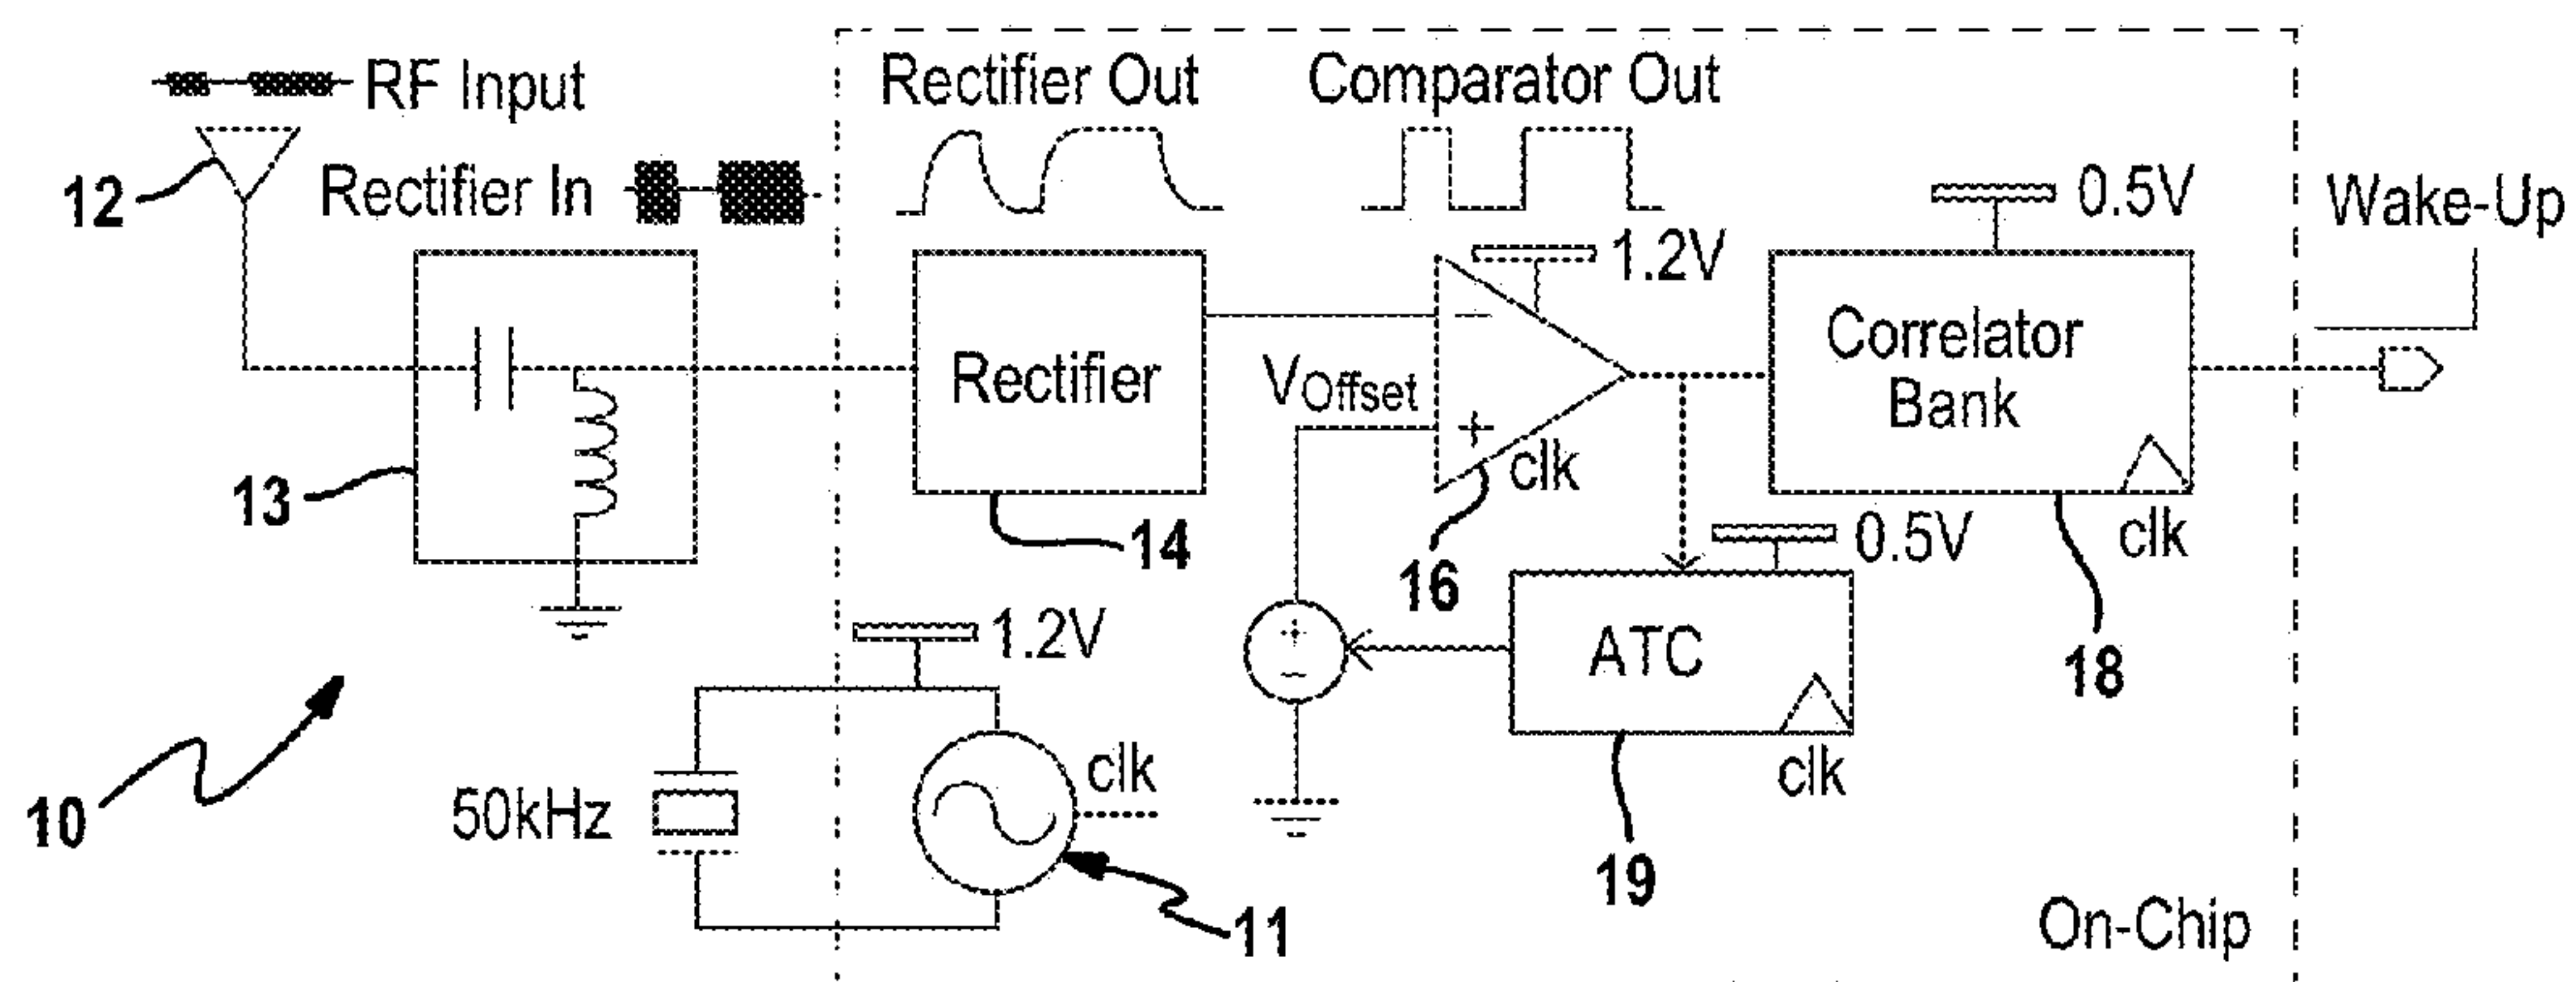 RF Input
Rectifier Out
Comparator Out
12
Rectifier In
0.5V
Wake-Up
1.2V
Rectifier
−
VOffset
+
clk
Correlator
Bank
clk
13
14
16
0.5V
18
1.2V
+
−
ATC
clk
10
50kHz
clk
11
19
On-Chip